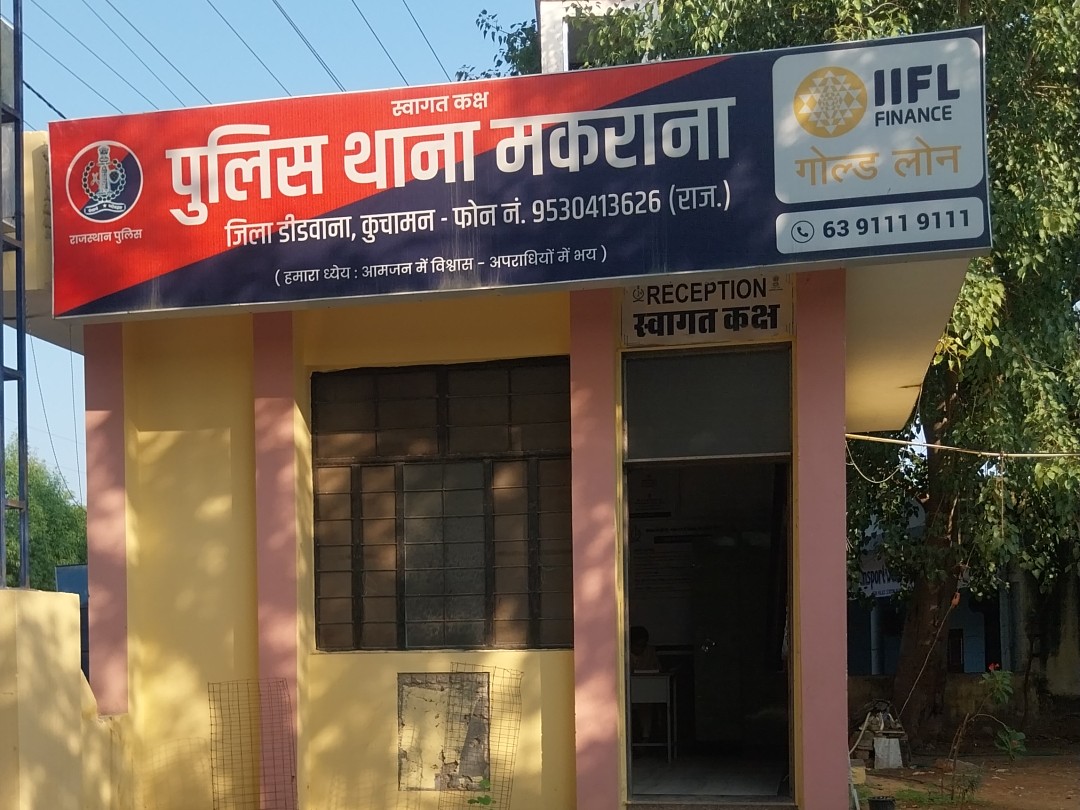 स्वागत कक्ष
पुलिस थाना मकराना
जिला डीडवाना, कुचामन - फोन नं. 9530413626 (राज.)
( हमारा ध्येय : आमजन में विश्वास - अपराधियों में भय )
राजस्थान पुलिस
IIFL
FINANCE
गोल्ड लोन
63 9111 9111
RECEPTION
स्वागत कक्ष